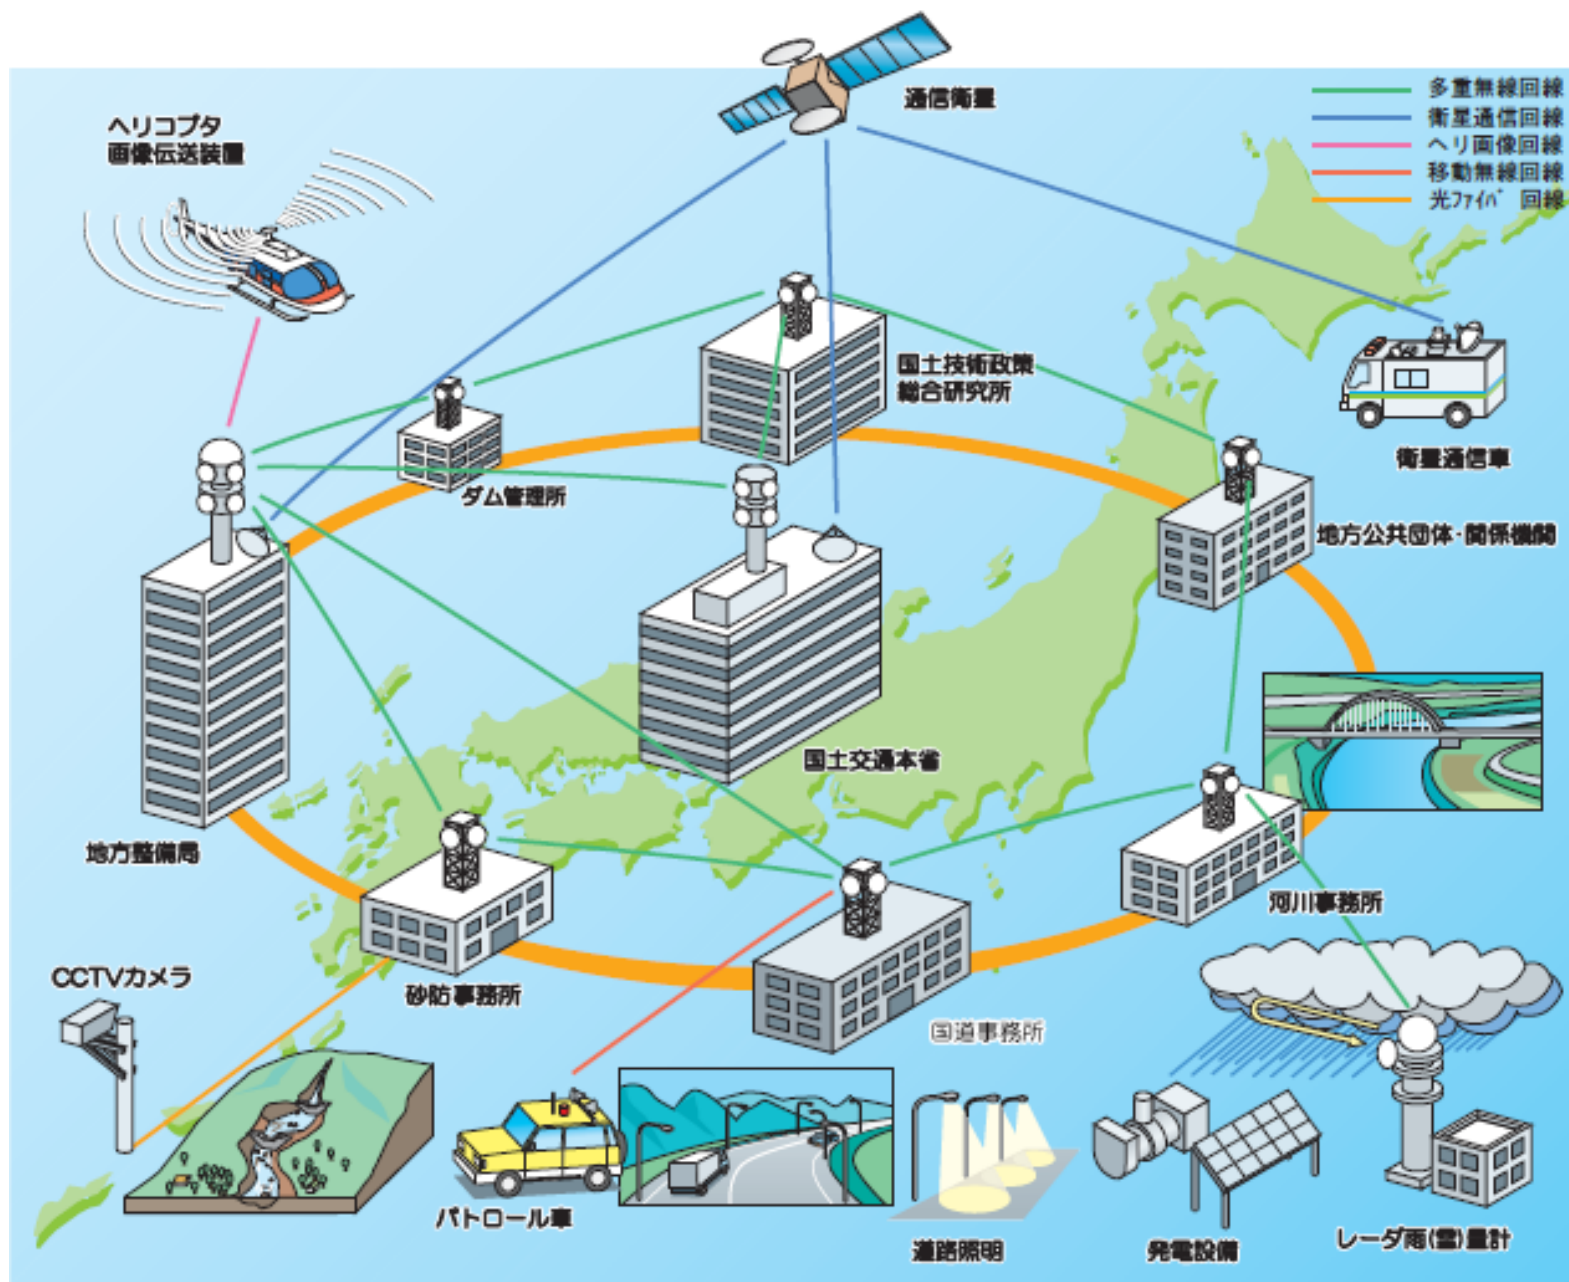 通信衛星
多重無線回線
衛星通信回線
ヘリ画像回線
移動無線回線
光ファイバ 回線
ヘリコプタ
画像伝送装置
国土技術政策
総合研究所
衛星通信車
ダム管理所
地方公共団体・関係機関
国土交通本省
地方整備局
河川事務所
CCTVカメラ
砂防事務所
国道事務所
パトロール車
道路照明
発電設備
レーダ雨(雪)量計